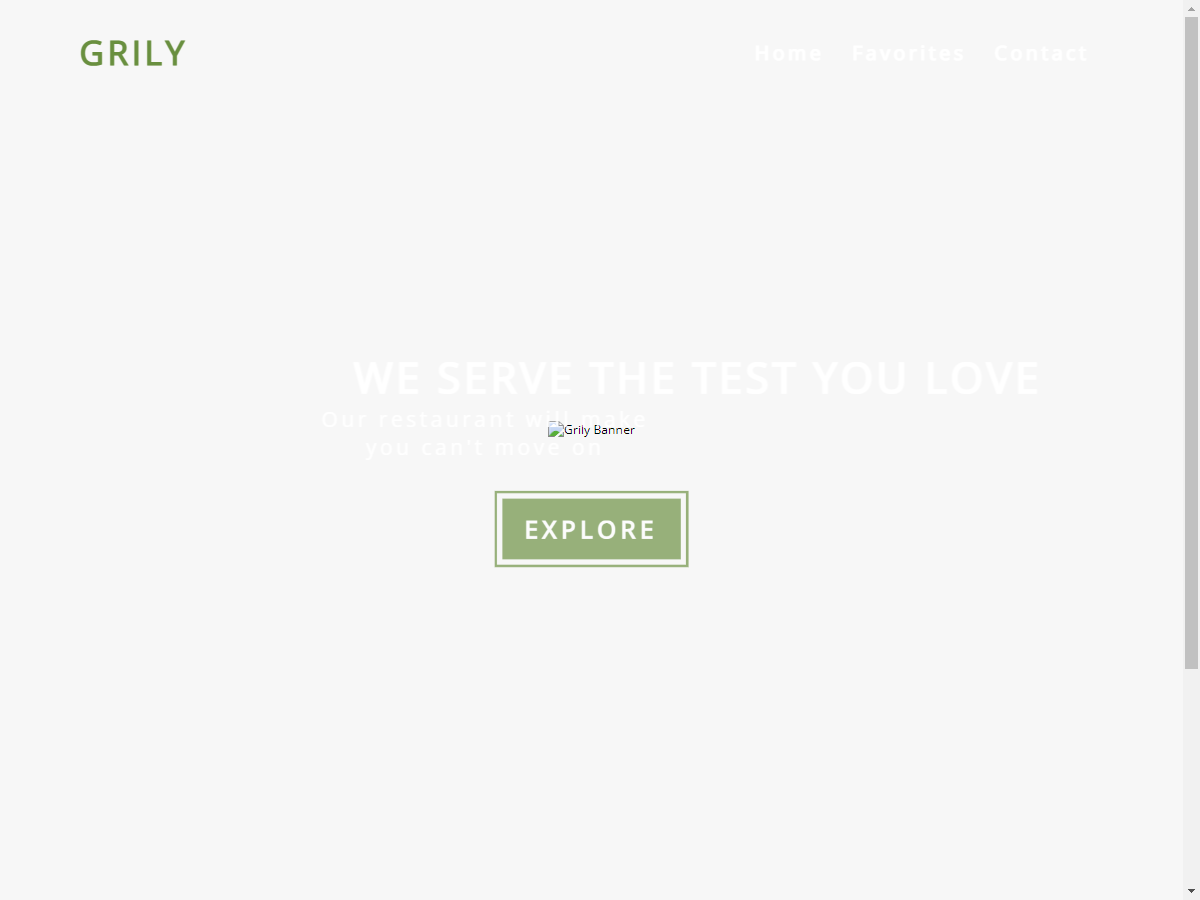 GRILY
Home Favorites Contact
WE SERVE THE TEST YOU LOVE
Our restaurant will make
you can't move on
Grily Banner
EXPLORE